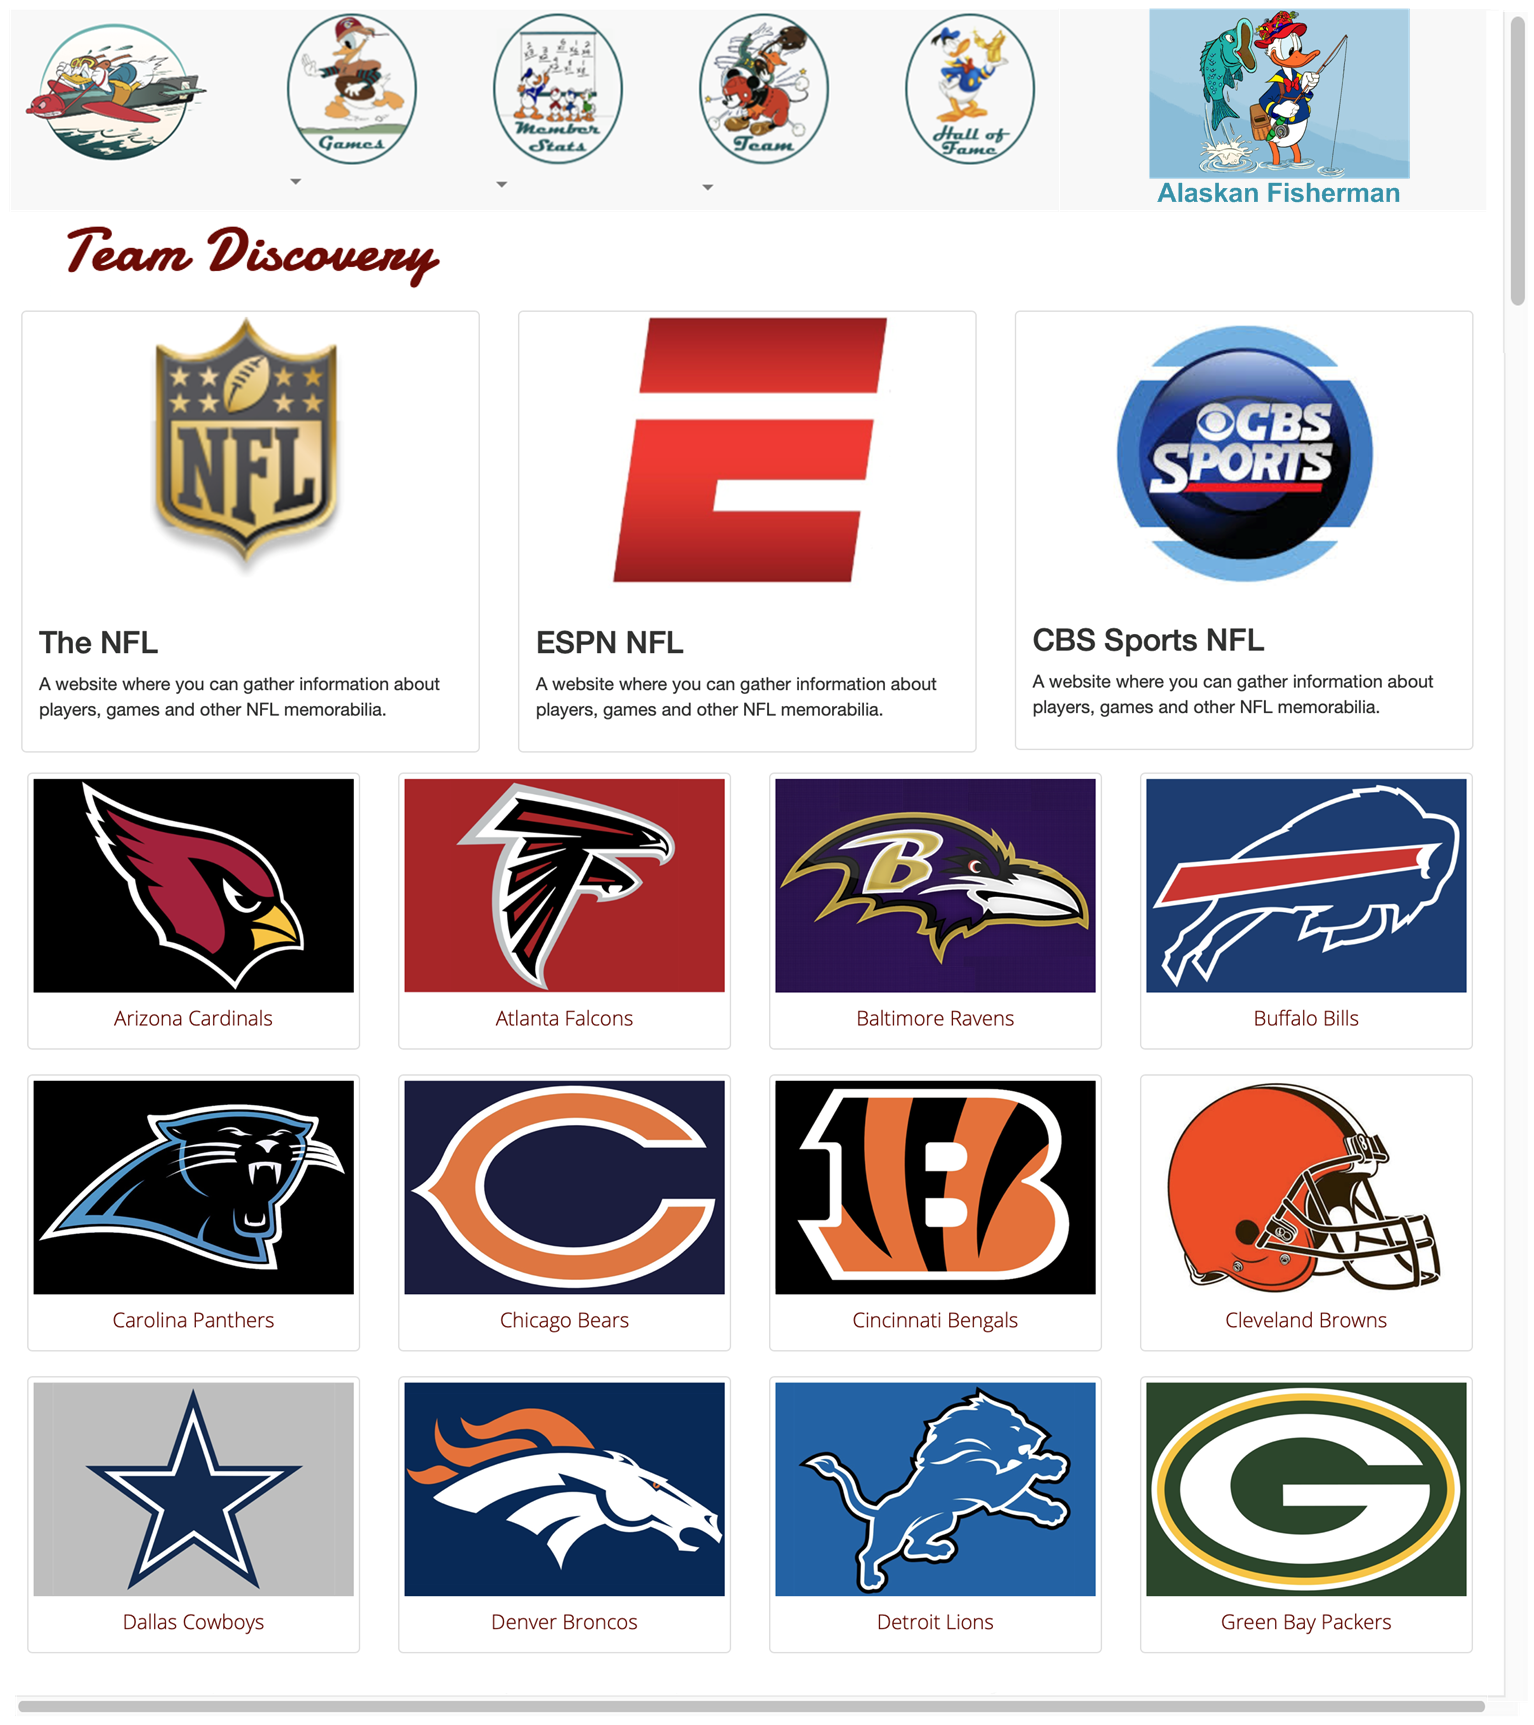 Games
Member
Stats
Team
Hall of
Fame
Alaskan Fisherman
Team Discovery
NFL
CBS
SPORTS
The NFL
A website where you can gather information about
players, games and other NFL memorabilia.
ESPN NFL
A website where you can gather information about
players, games and other NFL memorabilia.
CBS Sports NFL
A website where you can gather information about
players, games and other NFL memorabilia.
B
Arizona Cardinals
Atlanta Falcons
Baltimore Ravens
Buffalo Bills
C
B
Carolina Panthers
Chicago Bears
Cincinnati Bengals
Cleveland Browns
G
Dallas Cowboys
Denver Broncos
Detroit Lions
Green Bay Packers